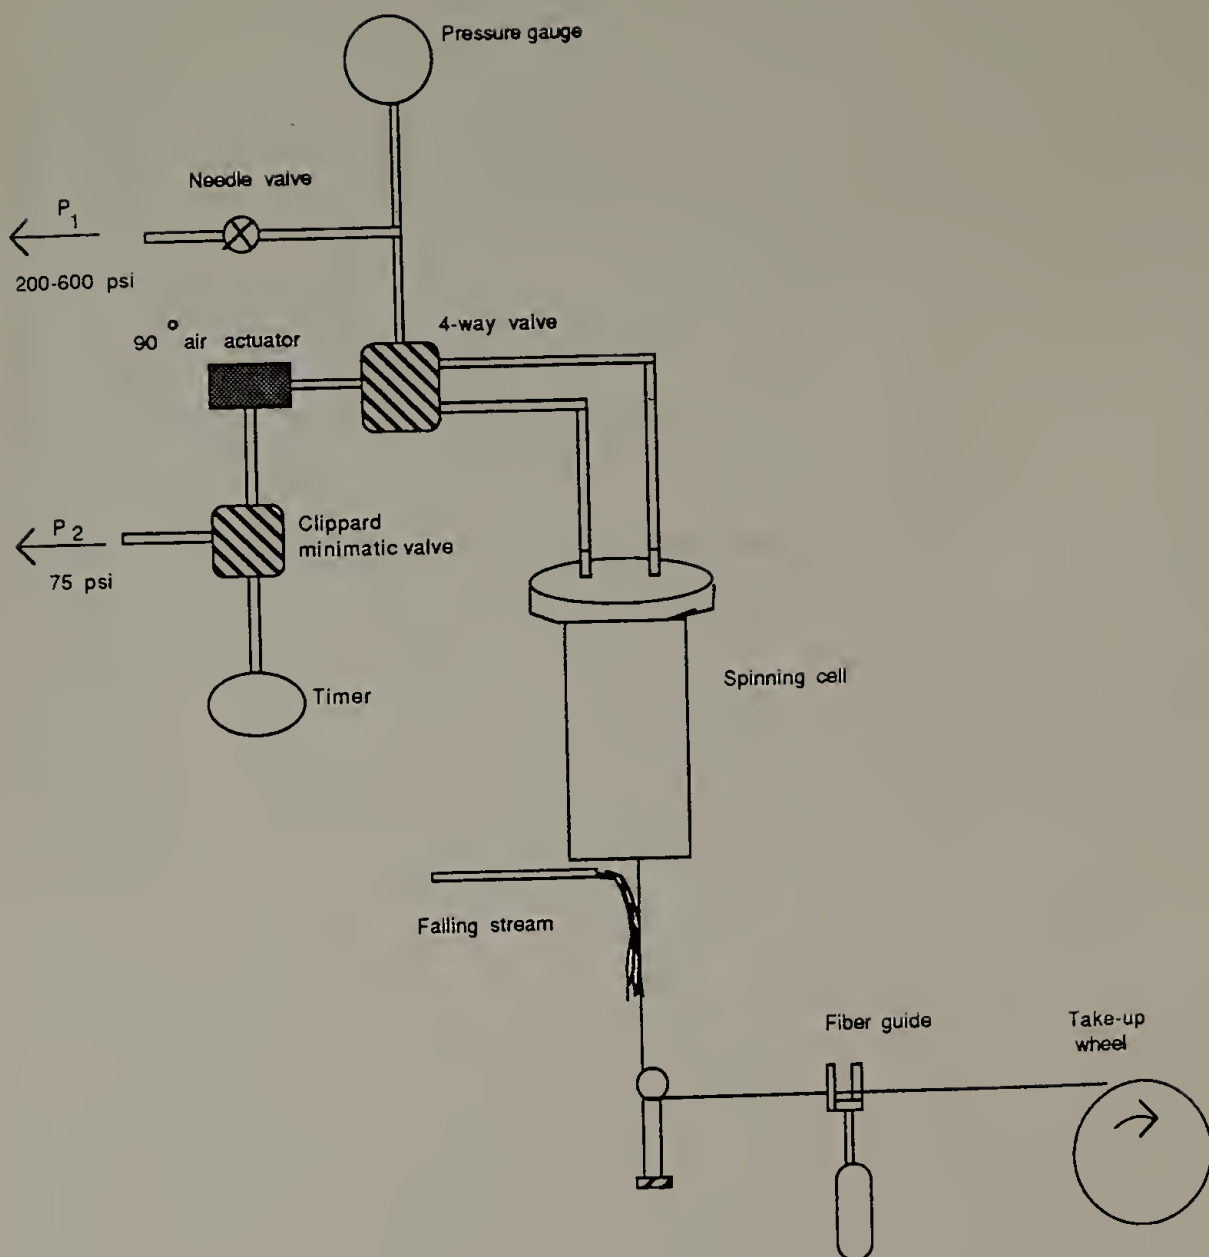 Pressure gauge
Needle valve
P1
200-600 psi
4-way valve
90° air actuator
P2
75 psi
Clippard
minimatic valve
Timer
Spinning cell
Falling stream
Fiber guide
Take-up
wheel